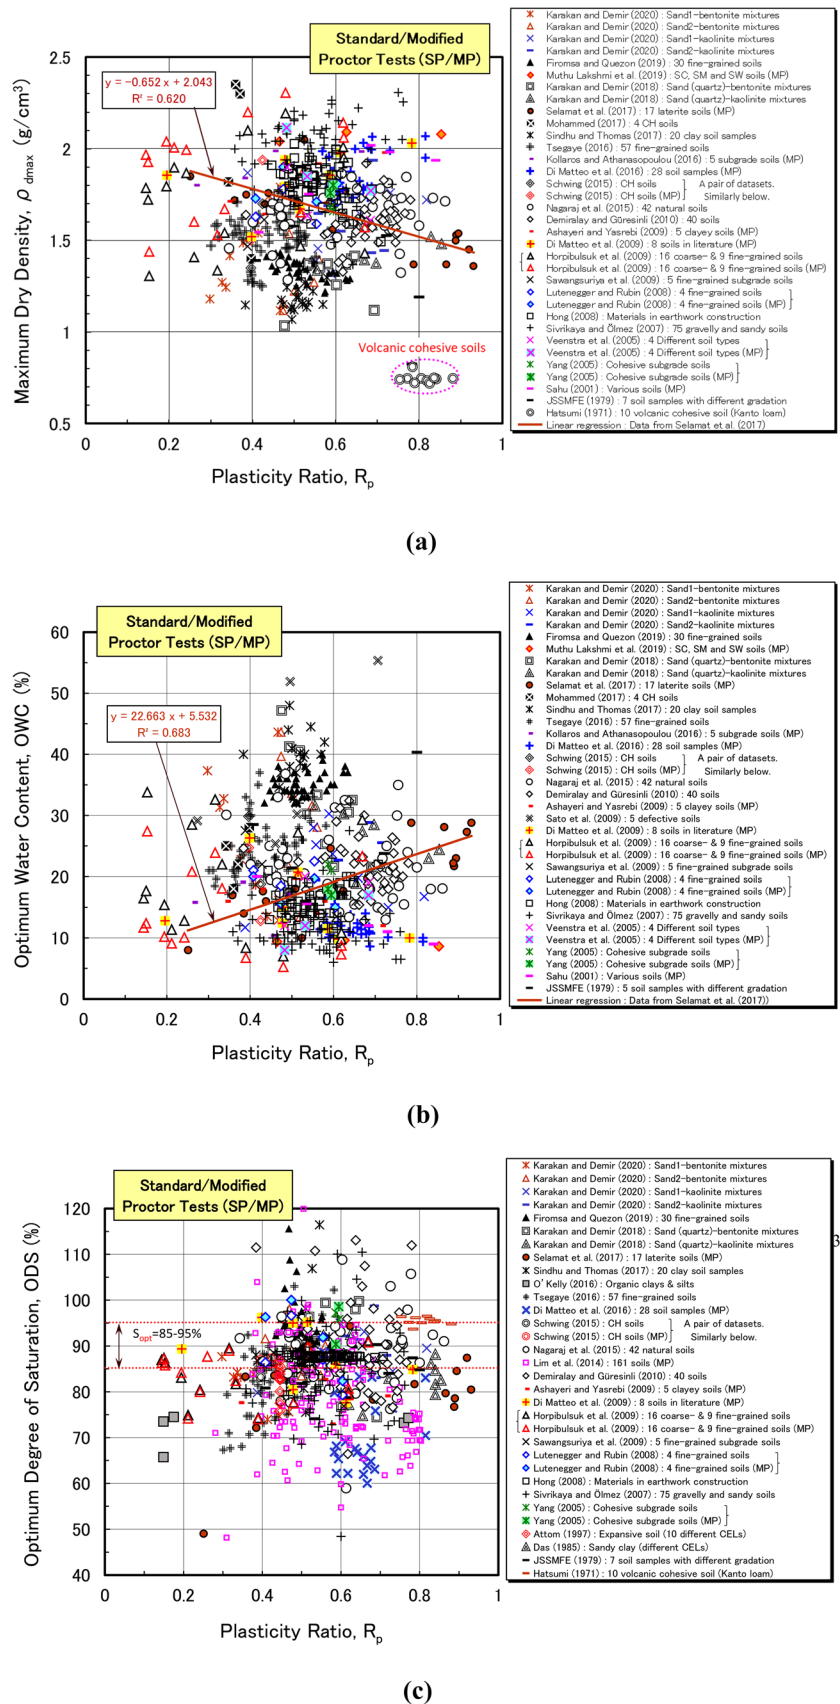 Standard/Modified
Proctor Tests (SP/MP)
y = -0.652 x + 2.043
R² = 0.620
Maximum Dry Density, ρ dmax (g/cm³)
2.5
2
1.5
1
0.5
0
0.2
0.4
0.6
0.8
1
Volcanic cohesive soils
Plasticity Ratio, Rp
Karakan and Demir (2020) : Sand1-bentonite mixtures
Karakan and Demir (2020) : Sand2-bentonite mixtures
Karakan and Demir (2020) : Sand1-kaolinite mixtures
Karakan and Demir (2020) : Sand2-kaolinite mixtures
Firomsa and Quezon (2019) : 30 fine-grained soils
Muthu Lakshmi et al. (2019) : SC, SM and SW soils (MP)
Karakan and Demir (2018) : Sand (quartz)-bentonite mixtures
Karakan and Demir (2018) : Sand (quartz)-kaolinite mixtures
Selamat et al. (2017) : 17 laterite soils (MP)
Mohammed (2017) : 4 CH soils
Sindhu and Thomas (2017) : 20 clay soil samples
Tsegaye (2016) : 57 fine-grained soils
Kollaros and Athanasopoulou (2016) : 5 subgrade soils (MP)
Di Matteo et al. (2016) : 28 soil samples (MP)
Schwing (2015) : CH soils
Schwing (2015) : CH soils (MP)
A pair of datasets.
Similarly below.
Nagaraj et al. (2015) : 42 natural soils
Demiralay and Güresinli (2010) : 40 soils
Ashayeri and Yasrebi (2009) : 5 clayey soils (MP)
Di Matteo et al. (2009) : 8 soils in literature (MP)
Horpibulsuk et al. (2009) : 16 coarse- & 9 fine-grained soils
Horpibulsuk et al. (2009) : 16 coarse- & 9 fine-grained soils (MP)
Sawangsuriya et al. (2009) : 5 fine-grained subgrade soils
Lutenegger and Rubin (2008) : 4 fine-grained soils
Lutenegger and Rubin (2008) : 4 fine-grained soils (MP)
Hong (2008) : Materials in earthwork construction
Sivrikaya and Ölmez (2007) : 75 gravelly and sandy soils
Veenstra et al. (2005) : 4 Different soil types
Veenstra et al. (2005) : 4 Different soil types (MP)
Yang (2005) : Cohesive subgrade soils
Yang (2005) : Cohesive subgrade soils (MP)
Sahu (2001) : Various soils (MP)
JSSMFE (1979) : 7 soil samples with different gradation
Hatsumi (1971) : 10 volcanic cohesive soil (Kanto loam)
Linear regression : Data from Selamat et al. (2017)
(a)
Standard/Modified
Proctor Tests (SP/MP)
y = 22.663 x + 5.532
R² = 0.683
Optimum Water Content, OWC (%)
60
50
40
30
20
10
0
0
0.2
0.4
0.6
0.8
1
Plasticity Ratio, Rp
Karakan and Demir (2020) : Sand1-bentonite mixtures
Karakan and Demir (2020) : Sand2-bentonite mixtures
Karakan and Demir (2020) : Sand1-kaolinite mixtures
Karakan and Demir (2020) : Sand2-kaolinite mixtures
Firomsa and Quezon (2019) : 30 fine-grained soils
Muthu Lakshmi et al. (2019) : SC, SM and SW soils (MP)
Karakan and Demir (2018) : Sand (quartz)-bentonite mixtures
Karakan and Demir (2018) : Sand (quartz)-kaolinite mixtures
Selamat et al. (2017) : 17 laterite soils (MP)
Mohammed (2017) : 4 CH soils
Sindhu and Thomas (2017) : 20 clay soil samples
Tsegaye (2016) : 57 fine-grained soils
Kollaros and Athanasopoulou (2016) : 5 subgrade soils (MP)
Di Matteo et al. (2016) : 28 soil samples (MP)
Schwing (2015) : CH soils
Schwing (2015) : CH soils (MP)
A pair of datasets.
Similarly below.
Nagaraj et al. (2015) : 42 natural soils
Demiralay and Güresinli (2010) : 40 soils
Ashayeri and Yasrebi (2009) : 5 clayey soils (MP)
Sato et al. (2009) : 5 defective soils
Di Matteo et al. (2009) : 8 soils in literature (MP)
Horpibulsuk et al. (2009) : 16 coarse- & 9 fine-grained soils
Horpibulsuk et al. (2009) : 16 coarse- & 9 fine-grained soils (MP)
Sawangsuriya et al. (2009) : 5 fine-grained subgrade soils
Lutenegger and Rubin (2008) : 4 fine-grained soils
Lutenegger and Rubin (2008) : 4 fine-grained soils (MP)
Hong (2008) : Materials in earthwork construction
Sivrikaya and Ölmez (2007) : 75 gravelly and sandy soils
Veenstra et al. (2005) : 4 Different soil types
Veenstra et al. (2005) : 4 Different soil types (MP)
Yang (2005) : Cohesive subgrade soils
Yang (2005) : Cohesive subgrade soils (MP)
Sahu (2001) : Various soils (MP)
JSSMFE (1979) : 5 soil samples with different gradation
Linear regression : Data from Selamat et al. (2017))
(b)
Standard/Modified
Proctor Tests (SP/MP)
Sopt=85-95%
Optimum Degree of Saturation, ODS (%)
120
110
100
90
80
70
60
50
40
0
0.2
0.4
0.6
0.8
1
Plasticity Ratio, Rp
Karakan and Demir (2020) : Sand1-bentonite mixtures
Karakan and Demir (2020) : Sand2-bentonite mixtures
Karakan and Demir (2020) : Sand1-kaolinite mixtures
Karakan and Demir (2020) : Sand2-kaolinite mixtures
Firomsa and Quezon (2019) : 30 fine-grained soils
Karakan and Demir (2018) : Sand (quartz)-bentonite mixtures
Karakan and Demir (2018) : Sand (quartz)-kaolinite mixtures
Selamat et al. (2017) : 17 laterite soils (MP)
Sindhu and Thomas (2017) : 20 clay soil samples
O'Kelly (2016) : Organic clays & silts
Tsegaye (2016) : 57 fine-grained soils
Di Matteo et al. (2016) : 28 soil samples (MP)
Schwing (2015) : CH soils
Schwing (2015) : CH soils (MP)
A pair of datasets.
Similarly below.
Nagaraj et al. (2015) : 42 natural soils
Lim et al. (2014) : 161 soils (MP)
Demiralay and Güresinli (2010) : 40 soils
Ashayeri and Yasrebi (2009) : 5 clayey soils (MP)
Di Matteo et al. (2009) : 8 soils in literature (MP)
Horpibulsuk et al. (2009) : 16 coarse- & 9 fine-grained soils
Horpibulsuk et al. (2009) : 16 coarse- & 9 fine-grained soils (MP)
Sawangsuriya et al. (2009) : 5 fine-grained subgrade soils
Lutenegger and Rubin (2008) : 4 fine-grained soils
Lutenegger and Rubin (2008) : 4 fine-grained soils (MP)
Hong (2008) : Materials in earthwork construction
Sivrikaya and Ölmez (2007) : 75 gravelly and sandy soils
Yang (2005) : Cohesive subgrade soils
Yang (2005) : Cohesive subgrade soils (MP)
Attom (1997) : Expansive soil (10 different CELs)
Das (1985) : Sandy clay (different CELs)
JSSMFE (1979) : 7 soil samples with different gradation
Hatsumi (1971) : 10 volcanic cohesive soil (Kanto loam)
3
(c)